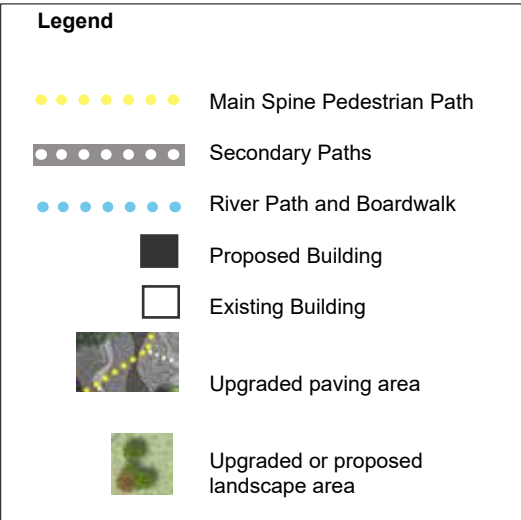 Legend
Main Spine Pedestrian Path
Secondary Paths
River Path and Boardwalk
Proposed Building
Existing Building
Upgraded paving area
Upgraded or proposed
landscape area